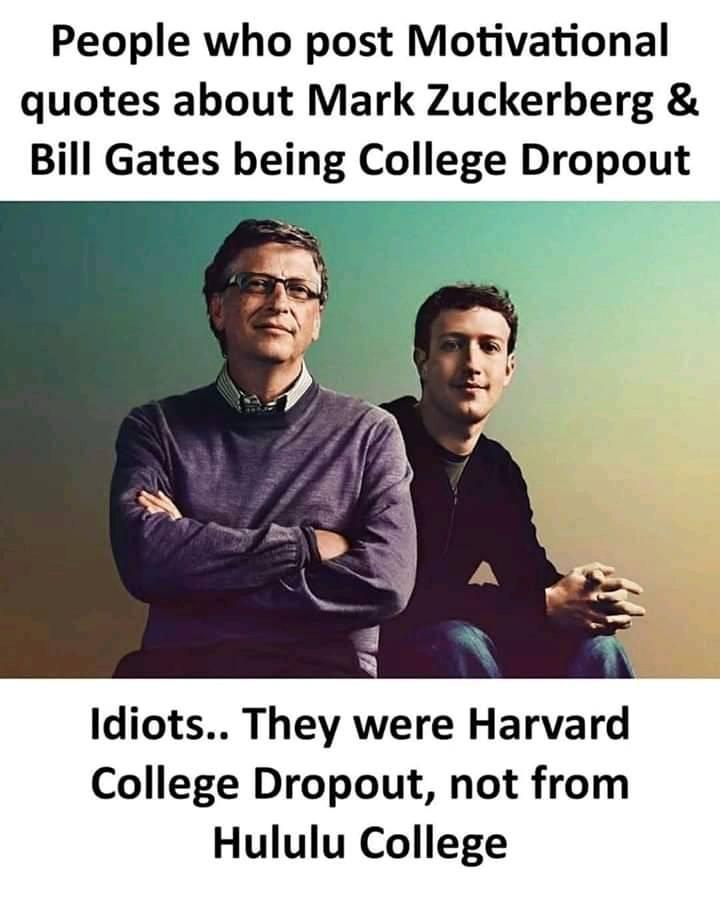 People who post Motivational
quotes about Mark Zuckerberg &
Bill Gates being College Dropout
Idiots.. They were Harvard
College Dropout, not from
Hululu College